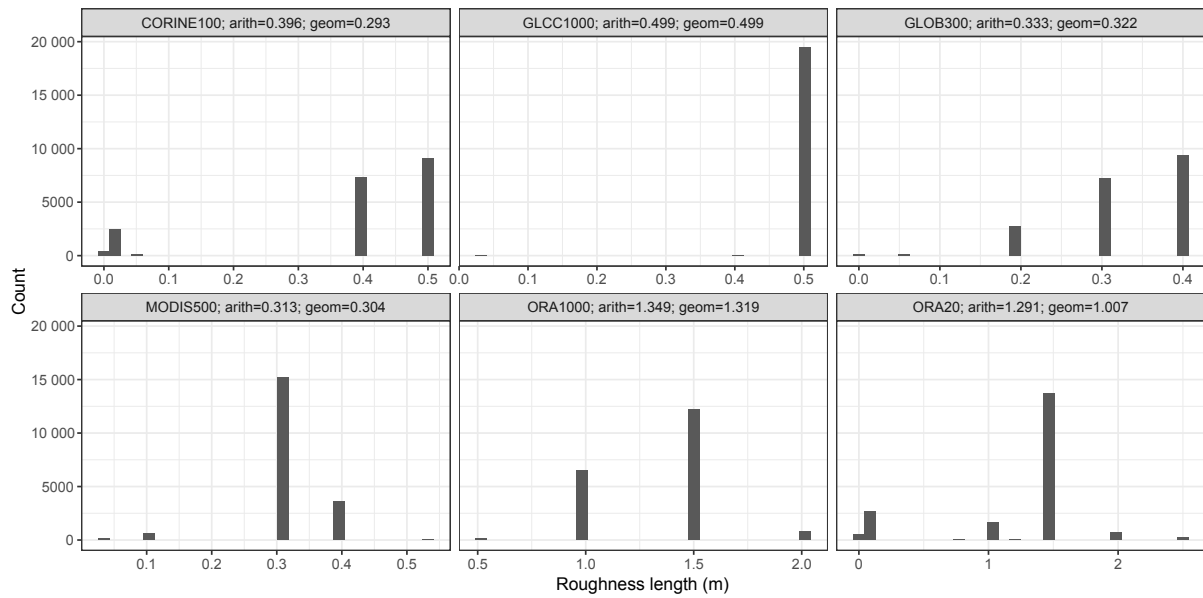 CORINE100; arith=0.396; geom=0.293
GLCC1000; arith=0.499; geom=0.499
GLOB300; arith=0.333; geom=0.322
20 000
15 000
10 000
5000
0
0.0 0.1 0.2 0.3 0.4 0.5
0.1 0.2 0.3 0.4 0.5
0.0 0.1 0.2 0.3 0.4
Count
MODIS500; arith=0.313; geom=0.304
ORA1000; arith=1.349; geom=1.319
ORA20; arith=1.291; geom=1.007
20 000
15 000
10 000
5000
0
0.1 0.2 0.3 0.4 0.5
0.5 1.0 1.5 2.0
0 1 2
Roughness length (m)